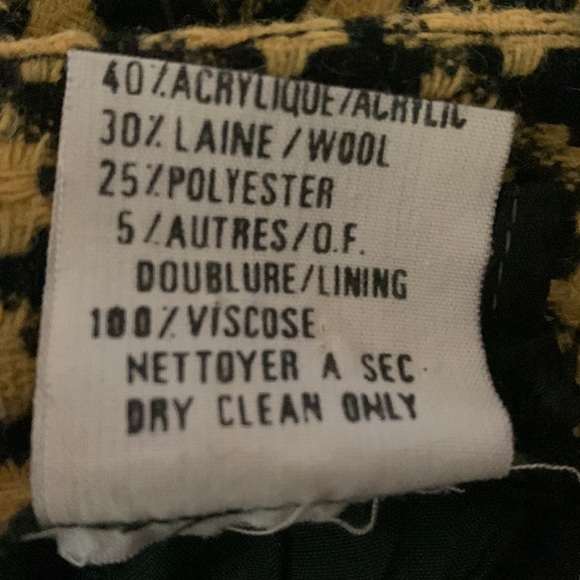 40%ACRYLIQUE/ACRYLIC
30% LAINE/WOOL
25%POLYESTER
5%AUTRES/O.F.
DOUBLURE/LINING
100%VISCOSE
NETTOYER A SEC
DRY CLEAN ONLY